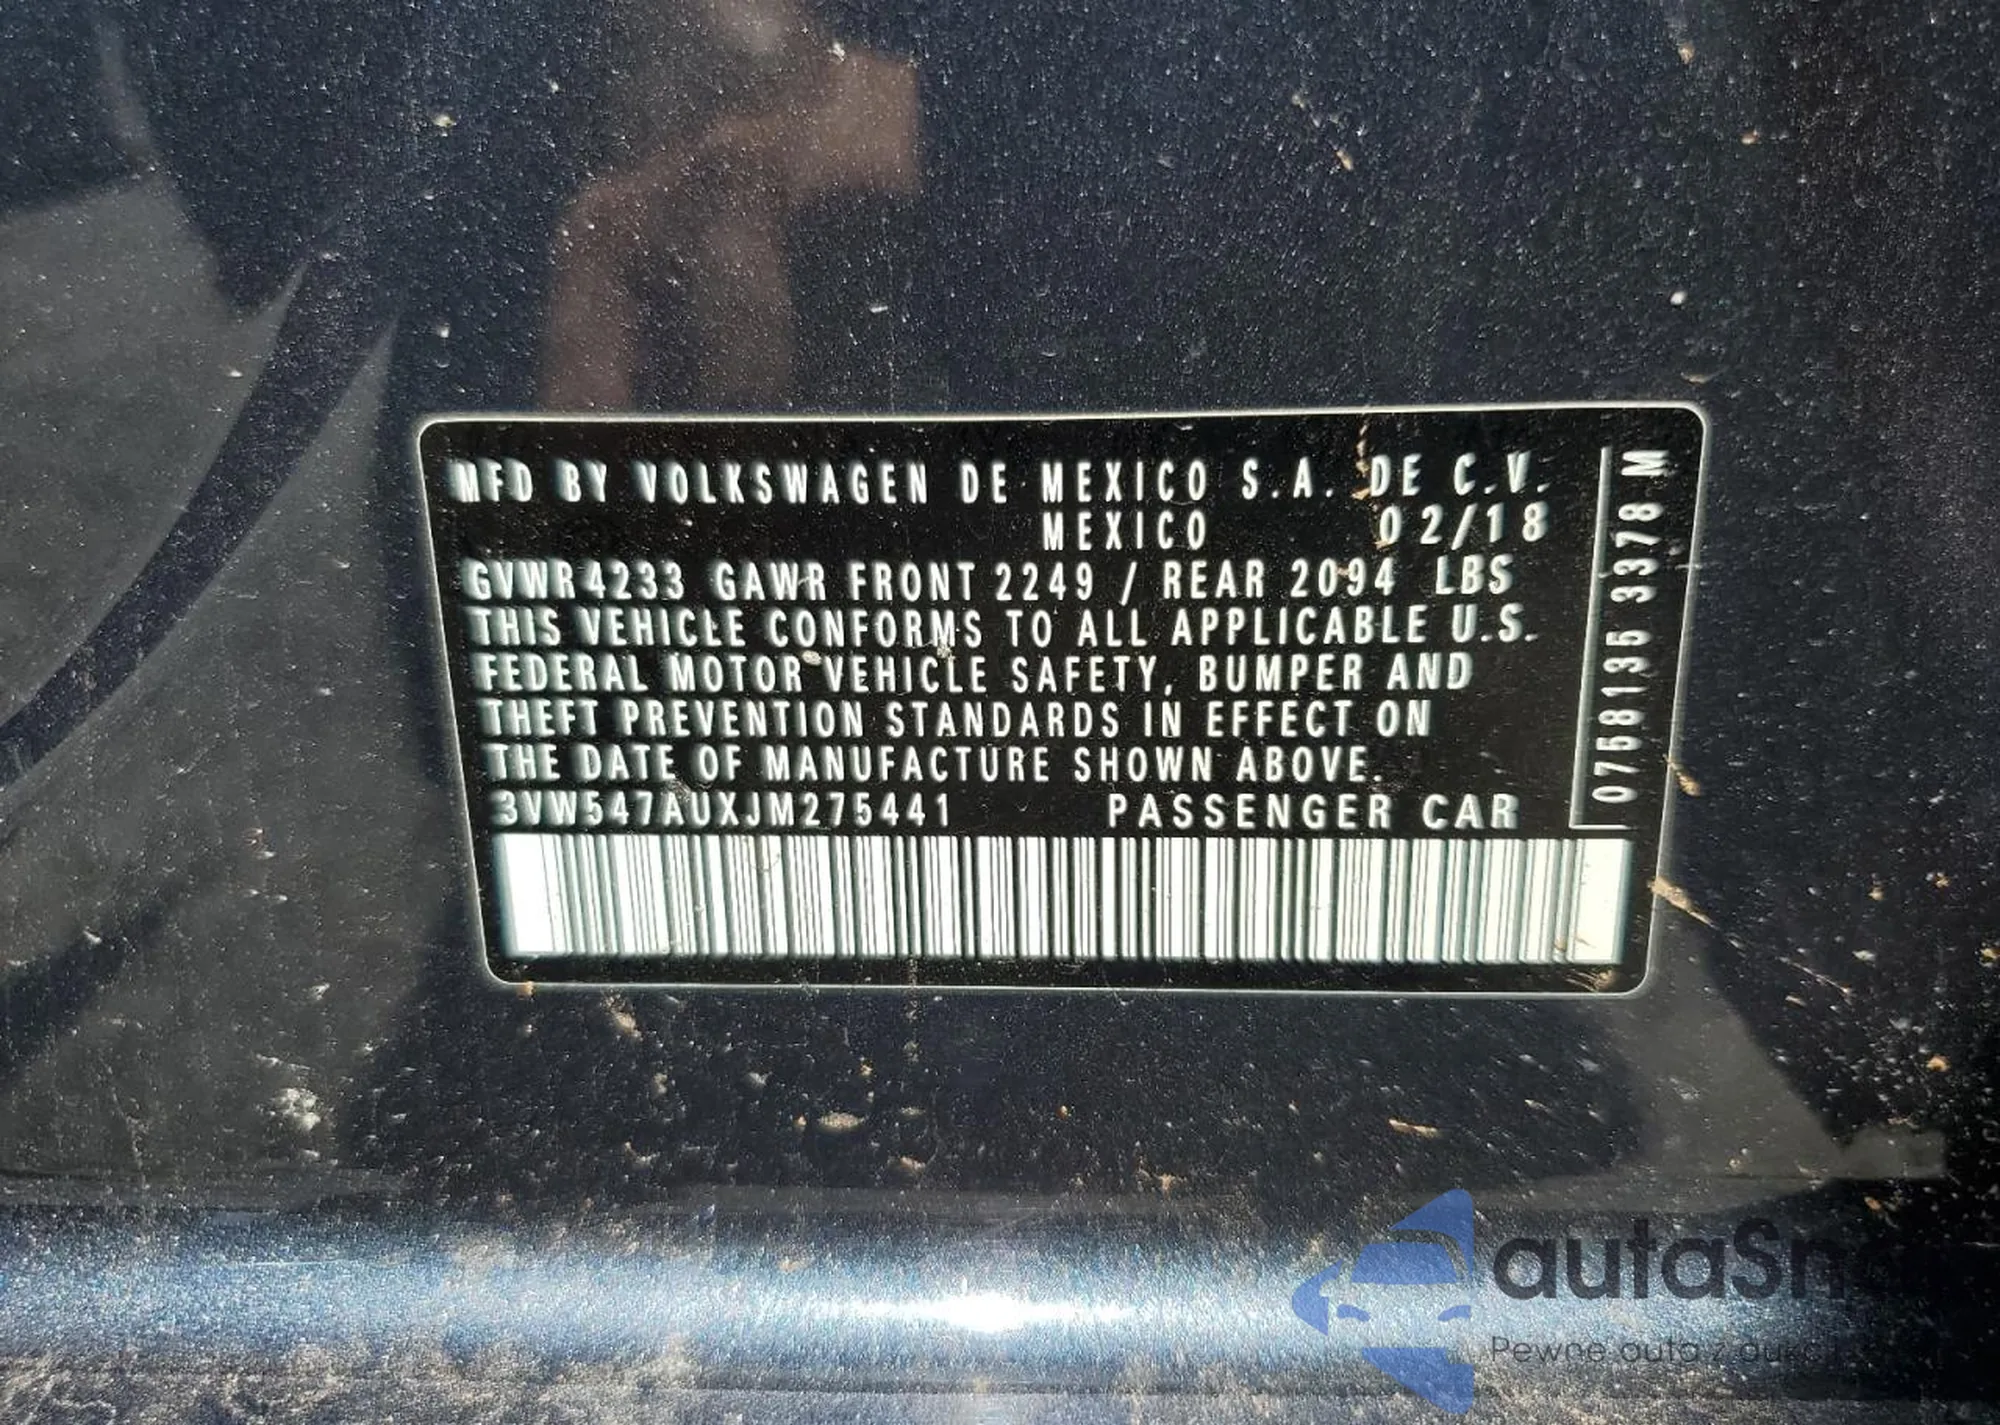 MFD BY VOLKSWAGEN DE MEXICO S.A. DE C.V.
MEXICO 02/18
GVWR4233 GAWR FRONT 2249 / REAR 2094 LBS
THIS VEHICLE CONFORMS TO ALL APPLICABLE U.S.
FEDERAL MOTOR VEHICLE SAFETY, BUMPER AND
THEFT PREVENTION STANDARDS IN EFFECT ON
THE DATE OF MANUFACTURE SHOWN ABOVE.
3VW547AUXJM275441 PASSENGER CAR
0758135 3378 M
Pewne auta z